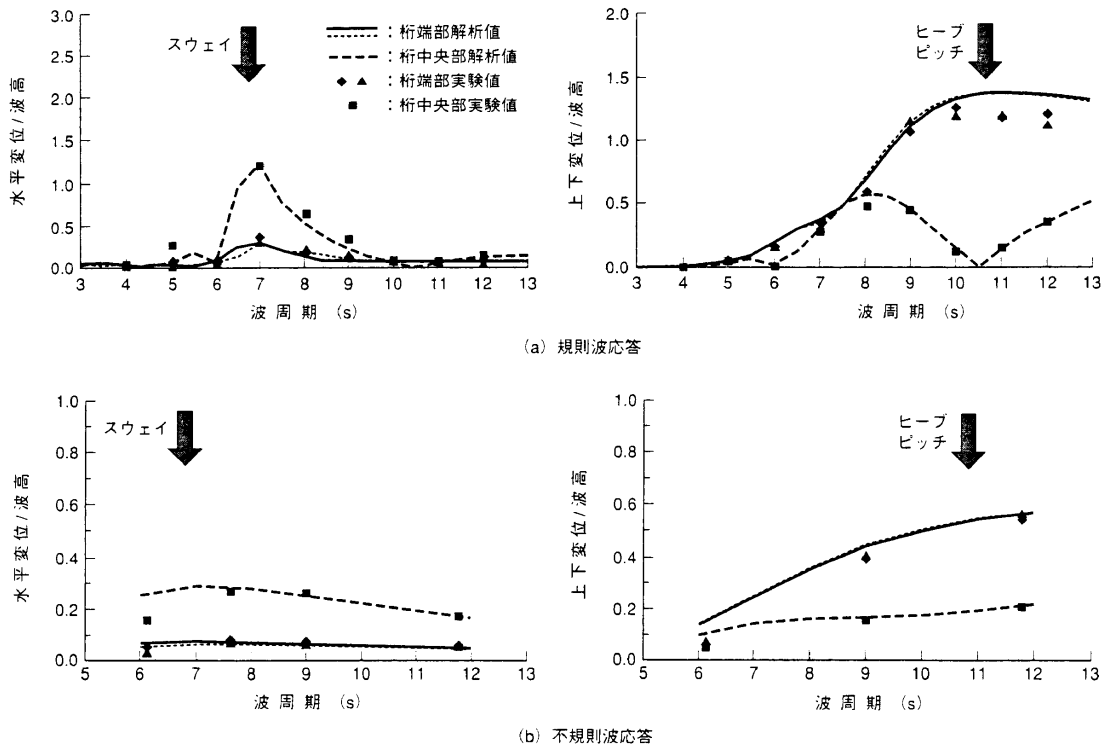 3.0
2.5
2.0
1.5
1.0
0.5
0.0
水平変位/波高
スウェイ
：桁端部解析値
：桁中央部解析値
：桁端部実験値
：桁中央部実験値
3 4 5 6 7 8 9 10 11 12 13
波周期 (s)
2.0
1.5
1.0
0.5
0.0
上下変位/波高
ヒーブ
ピッチ
3 4 5 6 7 8 9 10 11 12 13
波周期 (s)
(a) 規則波応答
1.0
0.8
0.6
0.4
0.2
0.0
水平変位/波高
スウェイ
5 6 7 8 9 10 11 12 13
波周期 (s)
1.0
0.8
0.6
0.4
0.2
0.0
上下変位/波高
ヒーブ
ピッチ
5 6 7 8 9 10 11 12 13
波周期 (s)
(b) 不規則波応答